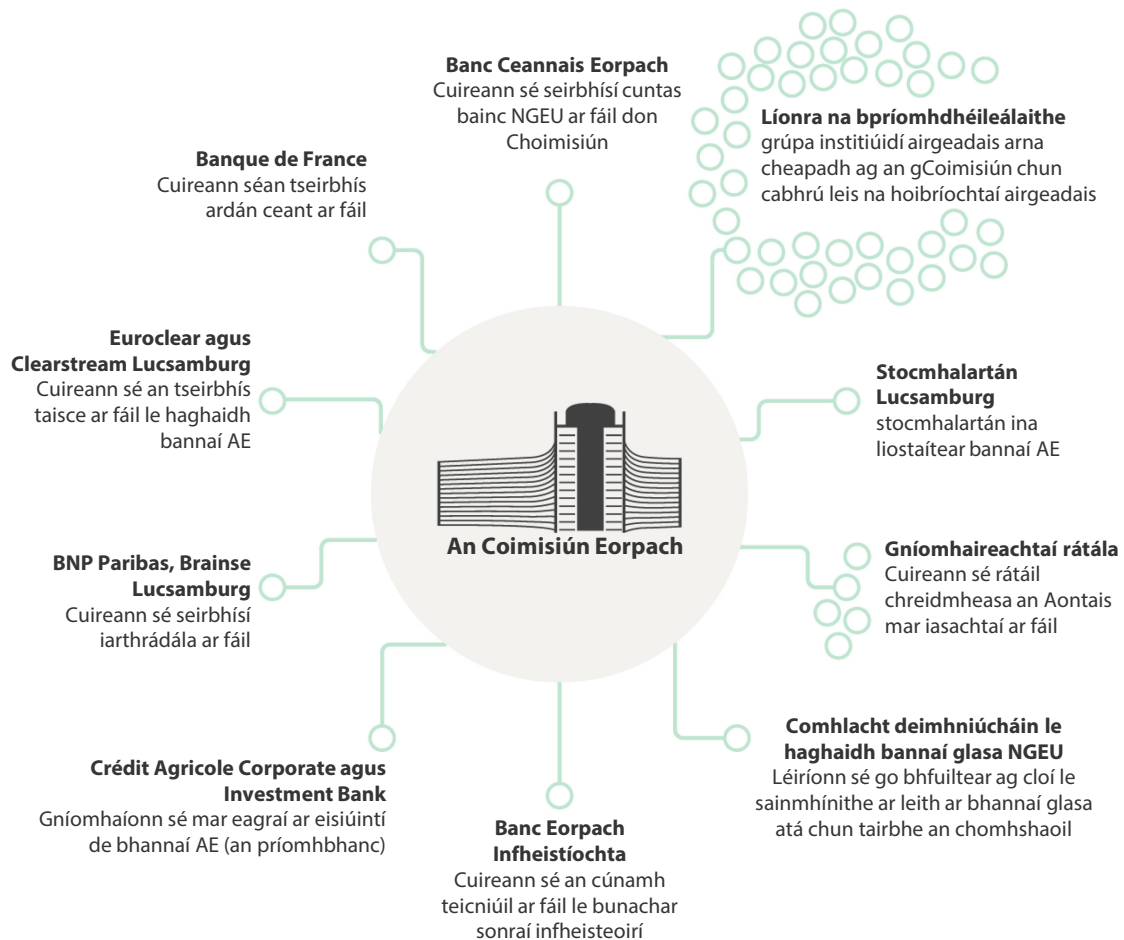 Banc Ceannais Eorpach
Cuireann sé seirbhísí cuntas
bainc NGEU ar fáil don
Choimisiún
Líonra na bpríomhdhéileálaithe
grúpa institiúidí airgeadais arna
cheapadh ag an gCoimisiún chun
cabhrú leis na hoibríochtaí airgeadais
Banque de France
Cuireann séan tseirbhís
ardán ceant ar fáil
Euroclear agus
Clearstream Lucsamburg
Cuireann sé an tseirbhís
taisce ar fáil le haghaidh
bannaí AE
Stocmhalartán
Lucsamburg
stocmhalartán ina
liostaítear bannaí AE
An Coimisiún Eorpach
BNP Paribas, Brainse
Lucsamburg
Cuireann sé seirbhísí
iarthrádála ar fáil
Gníomhaireachtaí rátála
Cuireann sé rátáil
chreidmheasa an Aontais
mar iasachtaí ar fáil
Crédit Agricole Corporate agus
Investment Bank
Gníomhaíonn sé mar eagraí ar eisiúintí
de bhannaí AE (an príomhbhanc)
Banc Eorpach
Infheistíochta
Cuireann sé an cúnamh
teicniúil ar fáil le bunachar
sonraí infheisteoirí
Comhlacht deimhniúcháin le
haghaidh bannaí glasa NGEU
Léiríonn sé go bhfuiltear ag cloí le
sainmhínithe ar leith ar bhannaí glasa
atá chun tairbhe an chomhshaoil